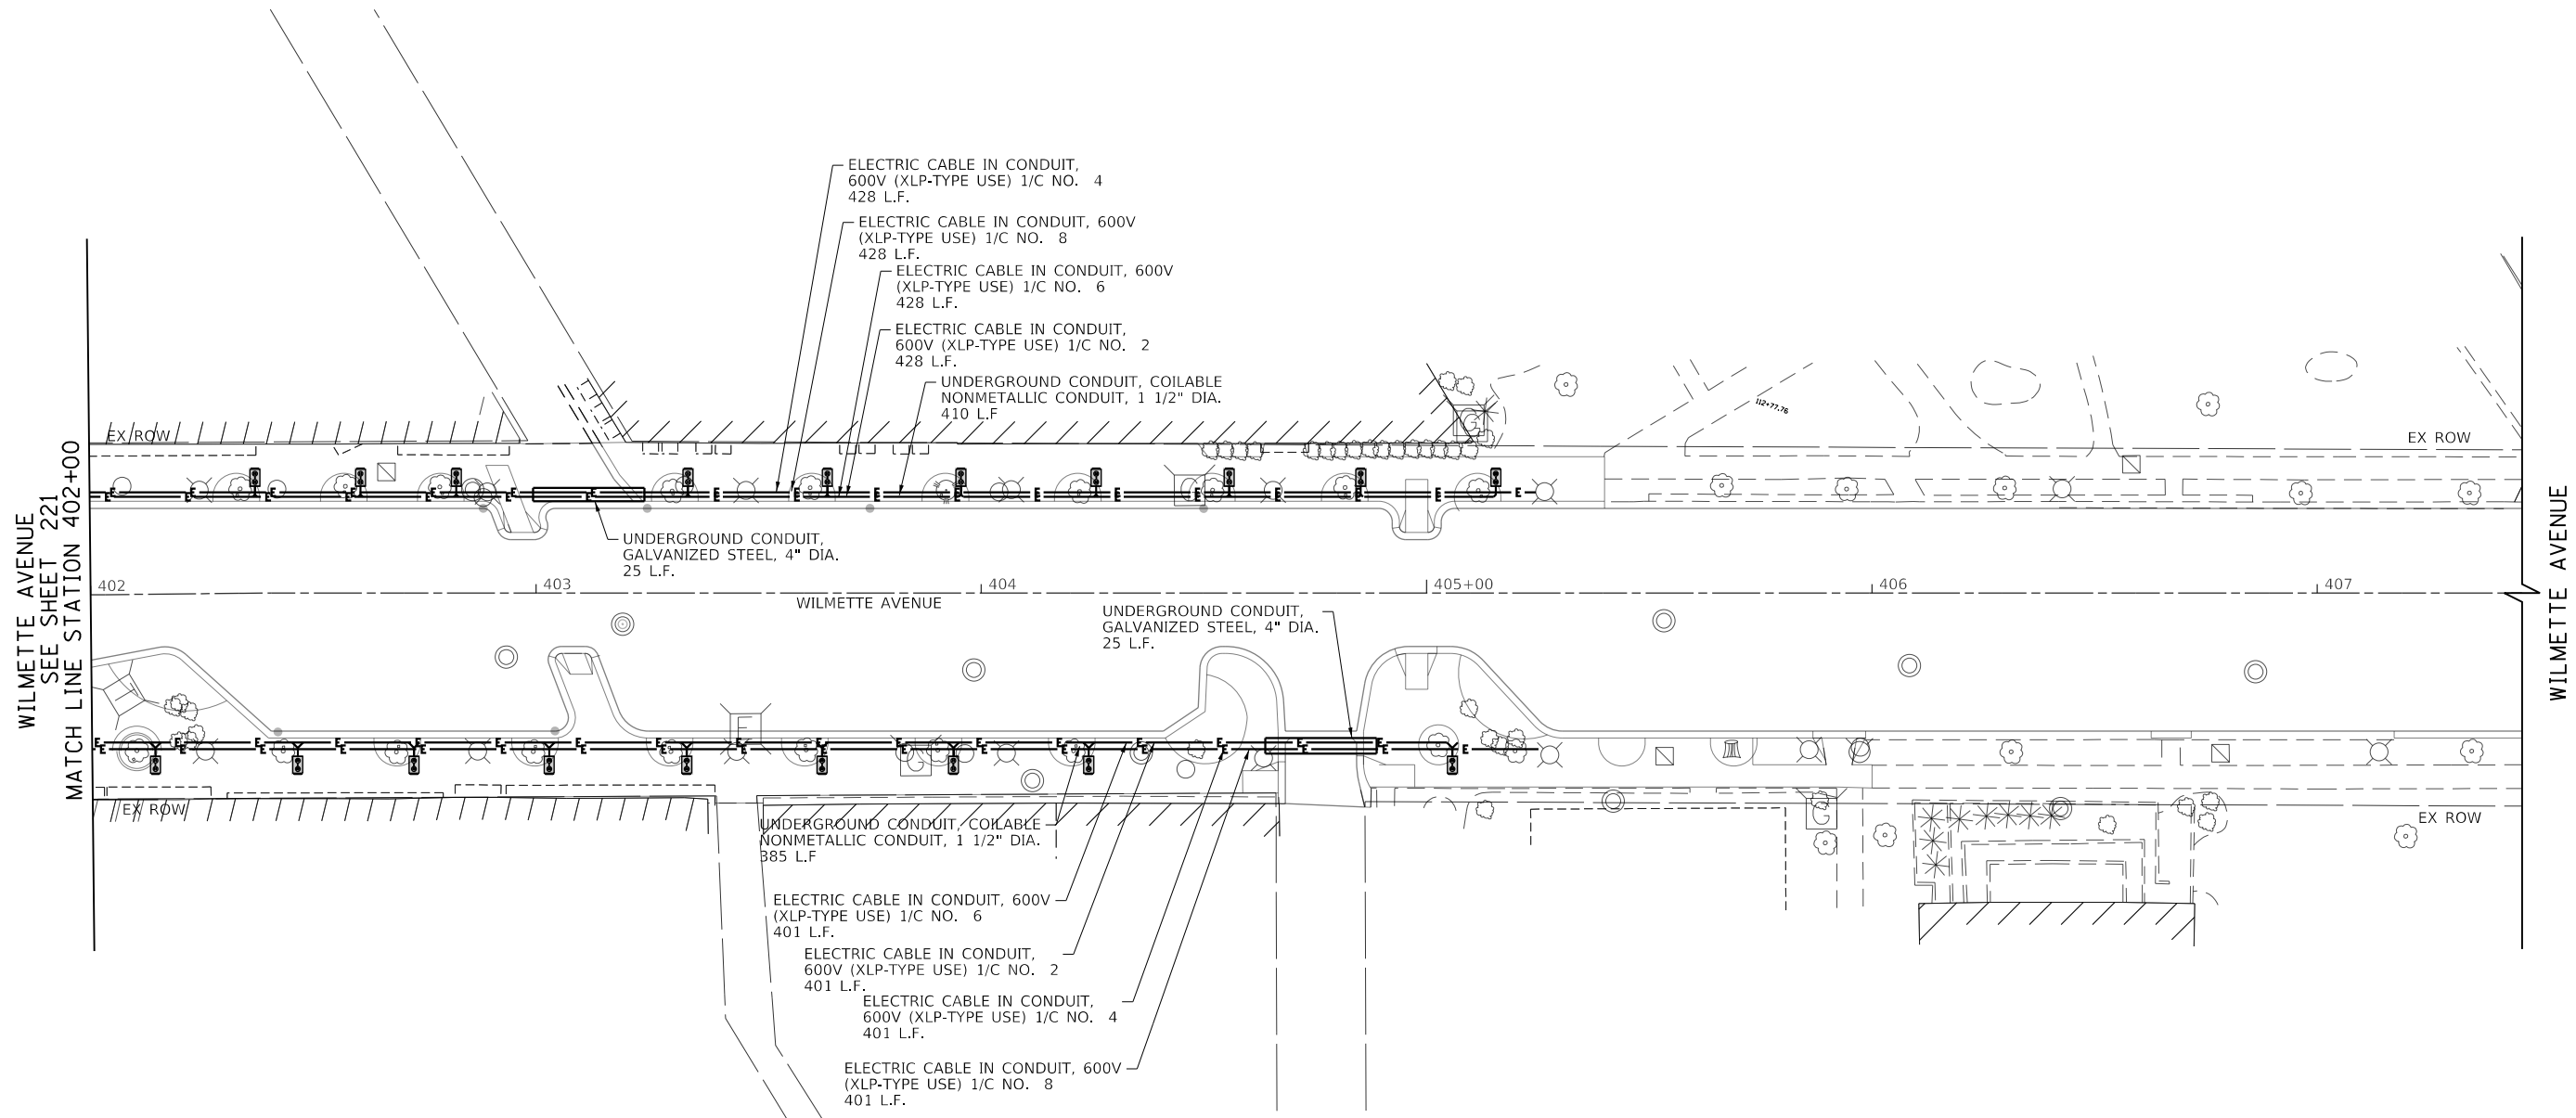 ELECTRIC CABLE IN CONDUIT,
600V (XLP-TYPE USE) 1/C NO. 4
428 L.F.
ELECTRIC CABLE IN CONDUIT, 600V
(XLP-TYPE USE) 1/C NO. 8
428 L.F.
ELECTRIC CABLE IN CONDUIT, 600V
(XLP-TYPE USE) 1/C NO. 6
428 L.F.
ELECTRIC CABLE IN CONDUIT,
600V (XLP-TYPE USE) 1/C NO. 2
428 L.F.
UNDERGROUND CONDUIT, COILABLE
NONMETALLIC CONDUIT, 1 1/2" DIA.
410 L.F
112+77.76
EX ROW
EX ROW
G
WILMETTE AVENUE
SEE SHEET 221
MATCH LINE STATION 402+00
UNDERGROUND CONDUIT,
GALVANIZED STEEL, 4" DIA.
25 L.F.
402
403
404
405+00
406
407
WILMETTE AVENUE
WILMETTE AVENUE
UNDERGROUND CONDUIT,
GALVANIZED STEEL, 4" DIA.
25 L.F.
EX ROW
EX ROW
G
UNDERGROUND CONDUIT, COILABLE
NONMETALLIC CONDUIT, 1 1/2" DIA.
385 L.F
ELECTRIC CABLE IN CONDUIT, 600V
(XLP-TYPE USE) 1/C NO. 6
401 L.F.
ELECTRIC CABLE IN CONDUIT,
600V (XLP-TYPE USE) 1/C NO. 2
401 L.F.
ELECTRIC CABLE IN CONDUIT,
600V (XLP-TYPE USE) 1/C NO. 4
401 L.F.
ELECTRIC CABLE IN CONDUIT, 600V
(XLP-TYPE USE) 1/C NO. 8
401 L.F.